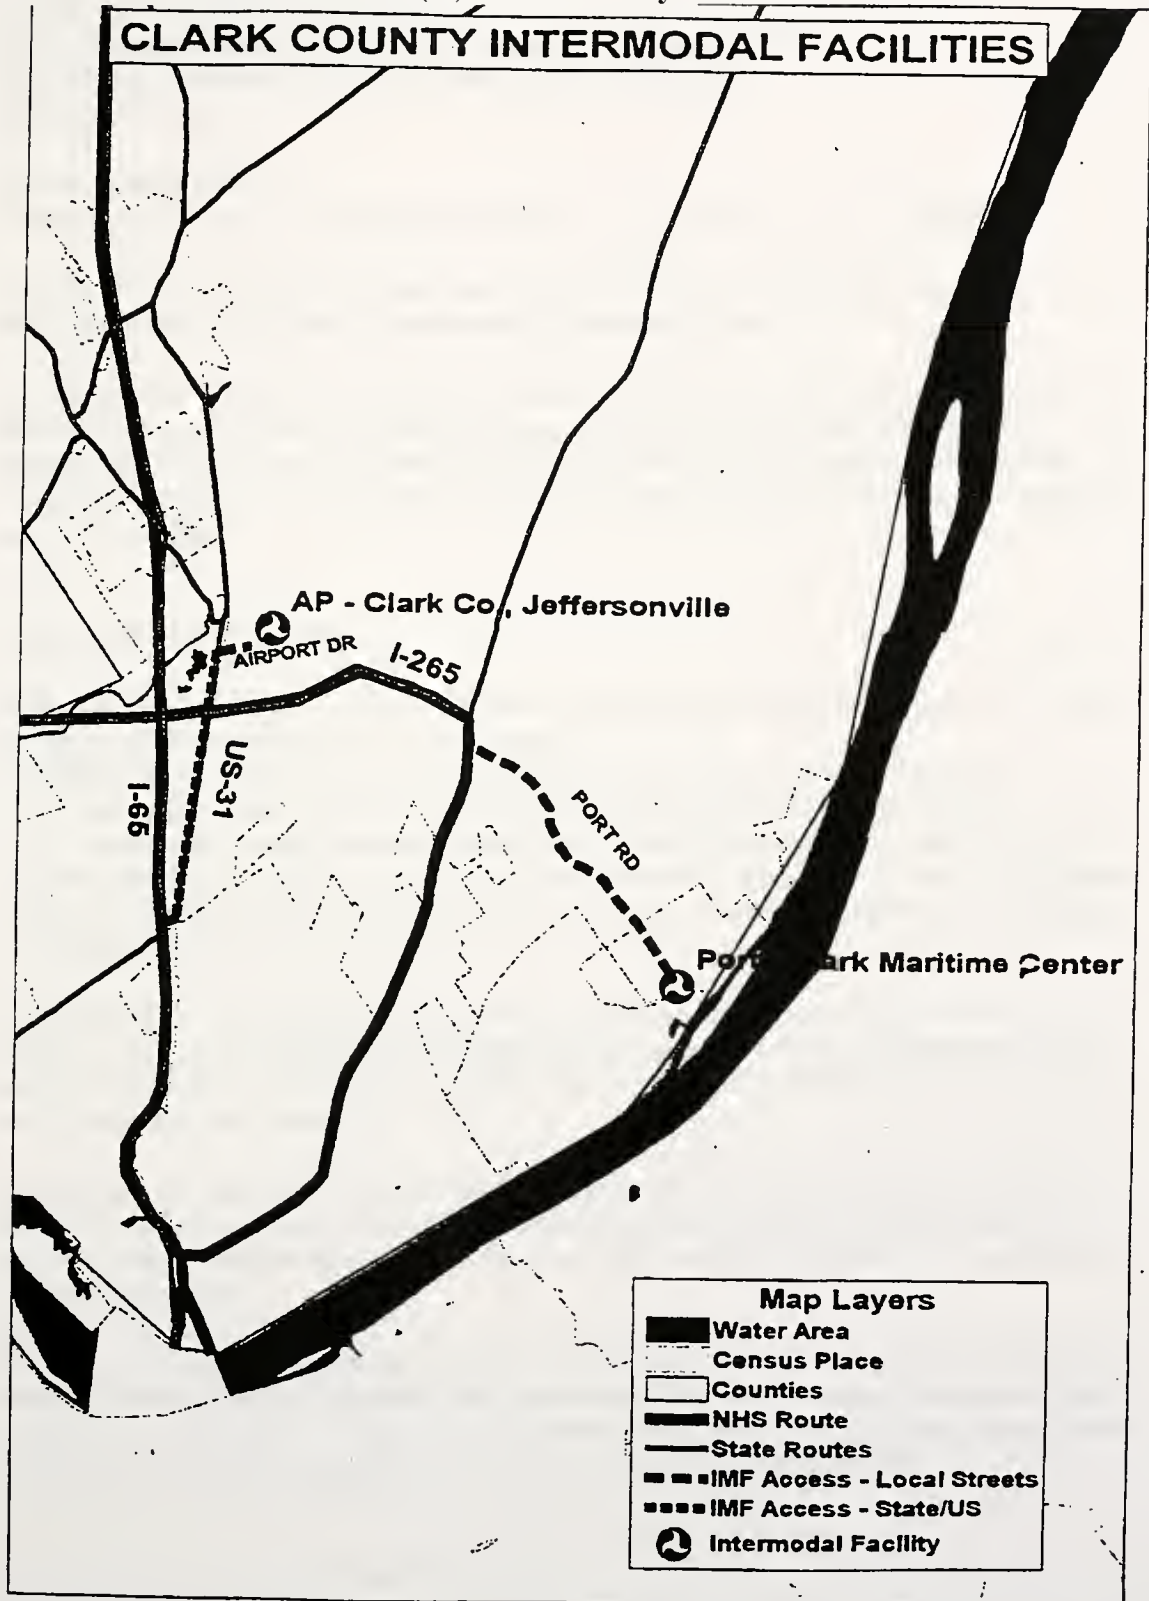 CLARK COUNTY INTERMODAL FACILITIES
AP - Clark Co., Jeffersonville
AIRPORT DR
I-265
US-31
I-65
PORT RD
Maritime Center
Map Layers
Water Area
Census Place
Counties
NHS Route
State Routes
IMF Access - Local Streets
IMF Access - State/US
Intermodal Facility